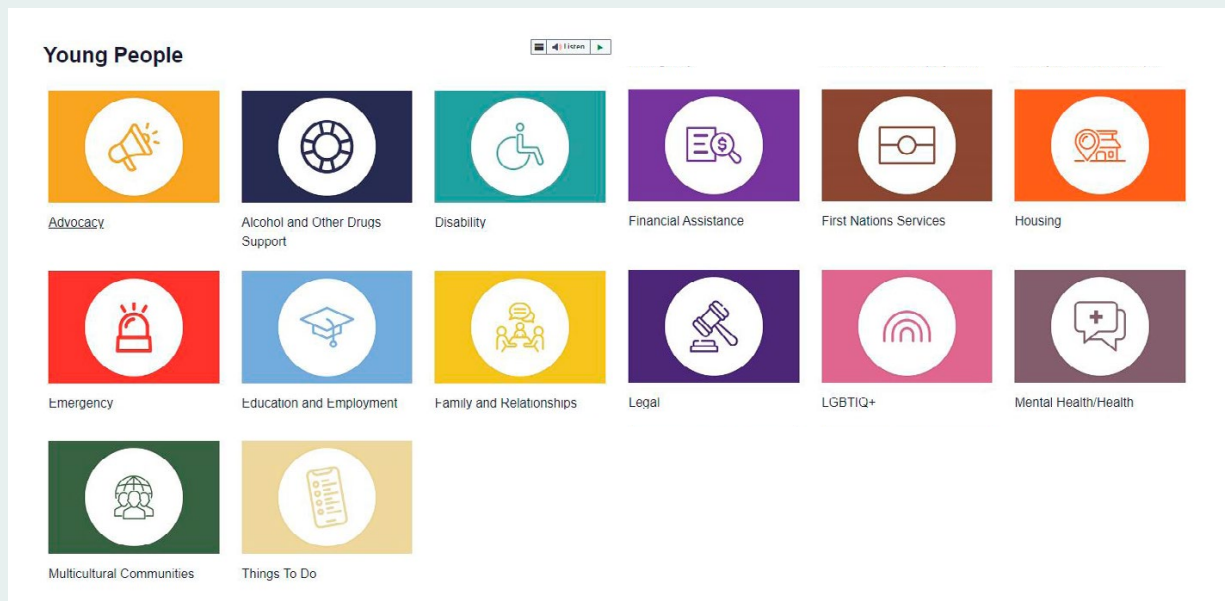 Young People
Listen
Advocacy
Alcohol and Other Drugs
Support
Disability
Financial Assistance
First Nations Services
Housing
Emergency
Education and Employment
Family and Relationships
Legal
LGBTIQ+
Mental Health/Health
Multicultural Communities
Things To Do